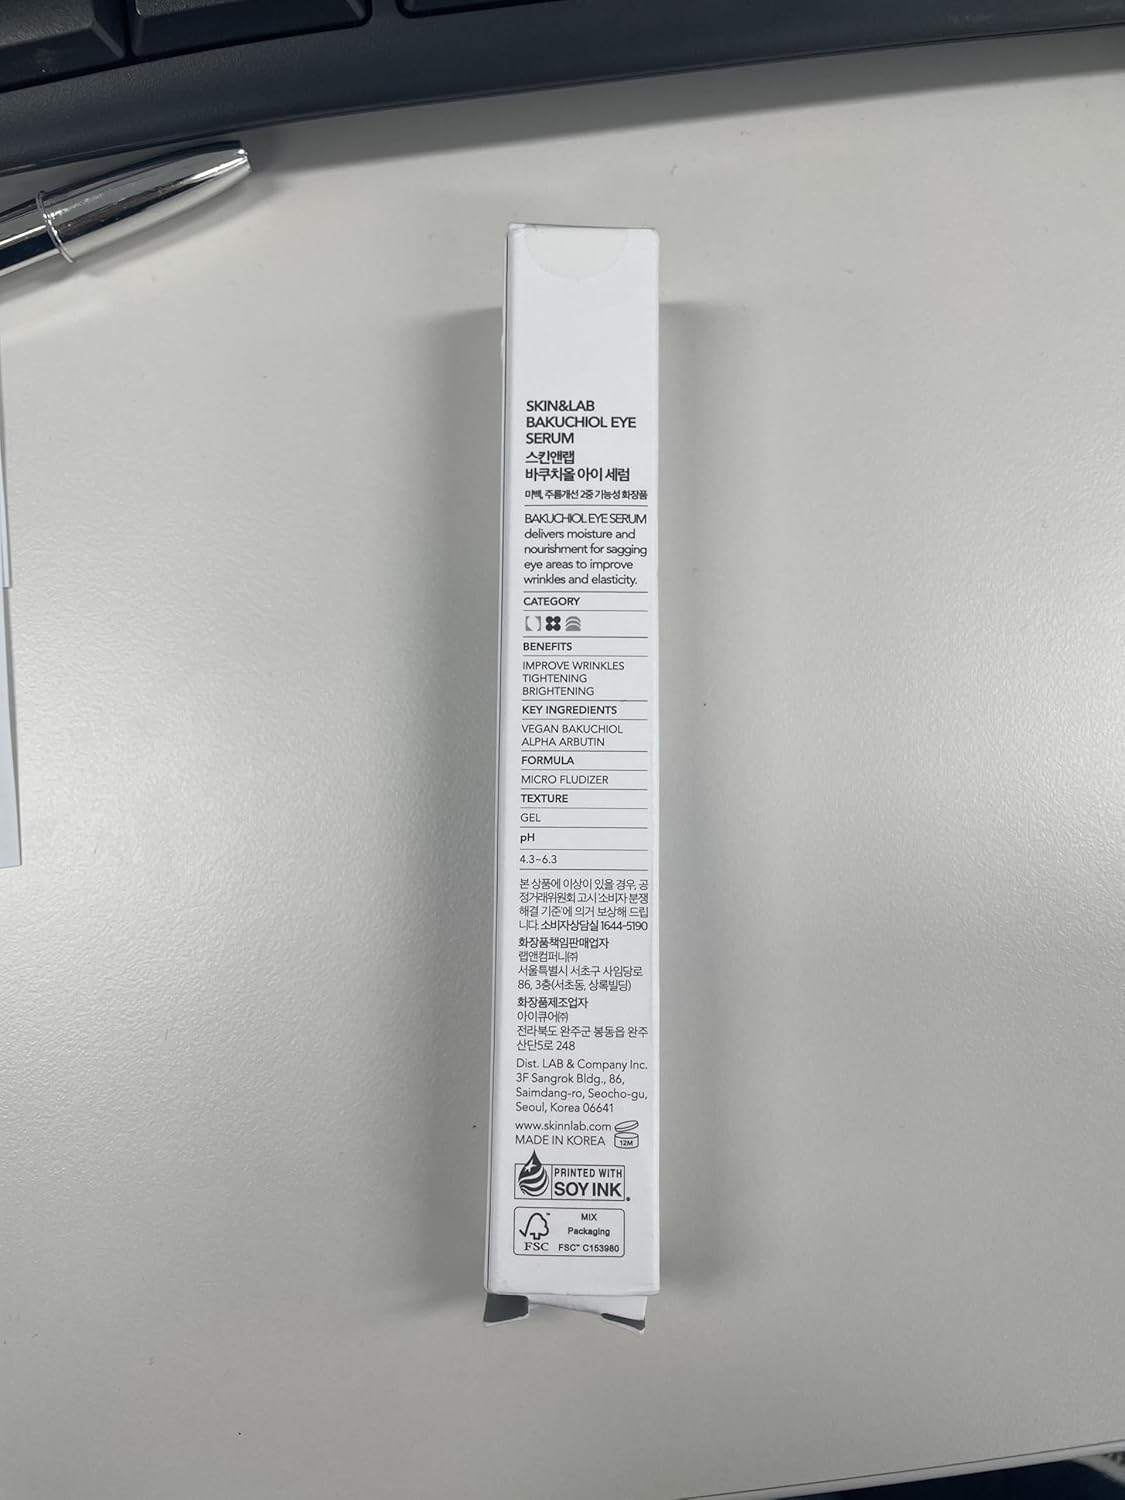 SKIN&LAB
BAKUCHIOL EYE
SERUM
스킨앤랩
바쿠치올 아이 세럼
미백, 주름개선 2중 기능성 화장품
BAKUCHIOL EYE SERUM
delivers moisture and
nourishment for sagging
eye areas to improve
wrinkles and elasticity.
CATEGORY
BENEFITS
IMPROVE WRINKLES
TIGHTENING
BRIGHTENING
KEY INGREDIENTS
VEGAN BAKUCHIOL
ALPHA ARBUTIN
FORMULA
MICRO FLUDIZER
TEXTURE
GEL
pH
4.3~6.3
본 상품에 이상이 있을 경우, 공
정거래위원회 고시 '소비자 분쟁
해결 기준'에 의거 보상해 드립
니다. 소비자상담실 1644-5190
화장품책임판매업자
랩앤컴퍼니㈜
서울특별시 서초구 사임당로
86, 3층(서초동, 상록빌딩)
화장품제조업자
아이큐어㈜
전라북도 완주군 봉동읍 완주
산단5로 248
Dist. LAB & Company Inc.
3F Sangrok Bldg., 86,
Saimdang-ro, Seocho-gu,
Seoul, Korea 06641
www.skinnlab.com
MADE IN KOREA 12M
PRINTED WITH
SOY INK
MIX
Packaging
FSC FSC™ C153980